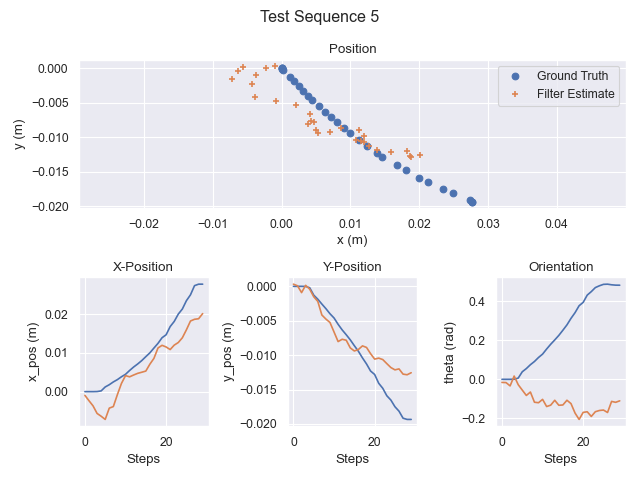 Test Sequence 5
Position
0.000
−0.005
−0.010
−0.015
−0.020
y (m)
Ground Truth
Filter Estimate
−0.02
−0.01
0.00
0.01
0.02
0.03
0.04
x (m)
X-Position
0.02
0.01
0.00
x_pos (m)
0
20
Steps
Y-Position
0.000
−0.005
−0.010
−0.015
−0.020
y_pos (m)
0
20
Steps
Orientation
0.4
0.2
0.0
−0.2
theta (rad)
0
20
Steps